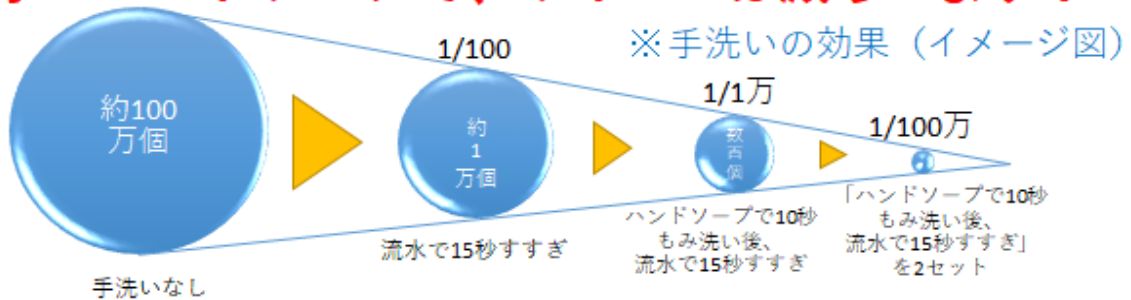 ※手洗いの効果（イメージ図）
約100
万個
手洗いなし
1/100
約
1
万個
流水で15秒すすぎ
1/1万
数百個
ハンドソープで10秒
もみ洗い後、
流水で15秒すすぎ
1/100万
「ハンドソープで10秒
もみ洗い後、
流水で15秒すすぎ」
を2セット